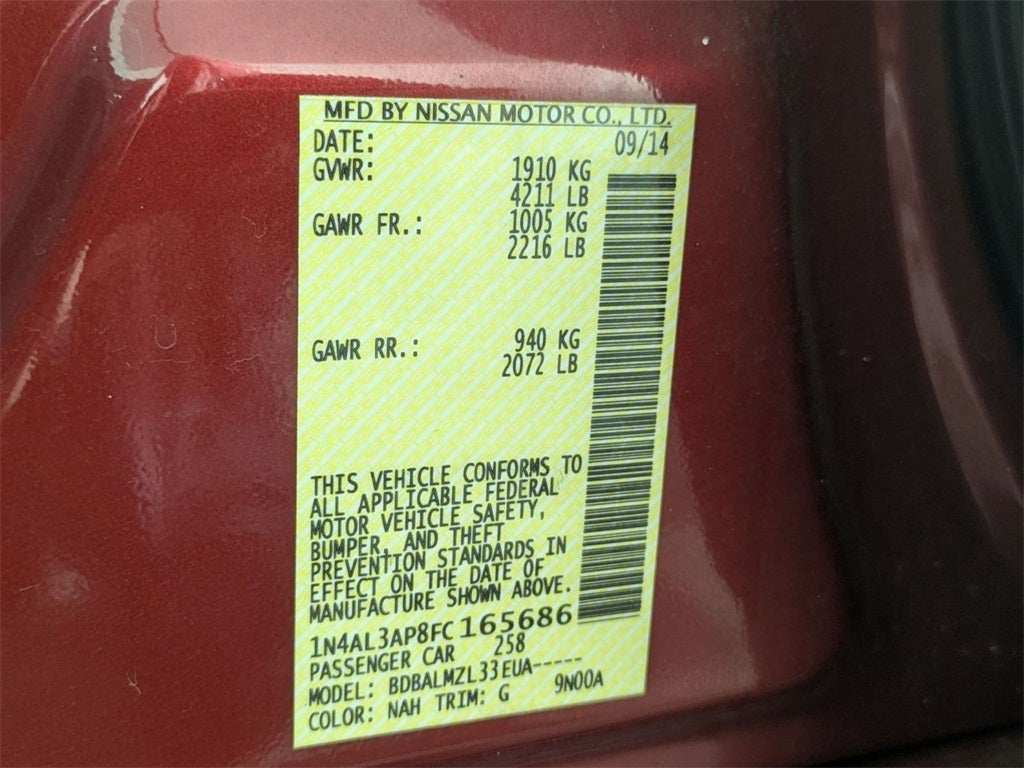 MFD BY NISSAN MOTOR CO., LTD.
DATE: 09/14
GVWR: 1910 KG
4211 LB
GAWR FR.: 1005 KG
2216 LB
GAWR RR.: 940 KG
2072 LB
THIS VEHICLE CONFORMS TO
ALL APPLICABLE FEDERAL
MOTOR VEHICLE SAFETY,
BUMPER, AND THEFT
PREVENTION STANDARDS IN
EFFECT ON THE DATE OF
MANUFACTURE SHOWN ABOVE.
1N4AL3AP8FC165686
PASSENGER CAR 258
MODEL: BDBALMZL33EUA-----
COLOR: NAH TRIM: G 9N00A